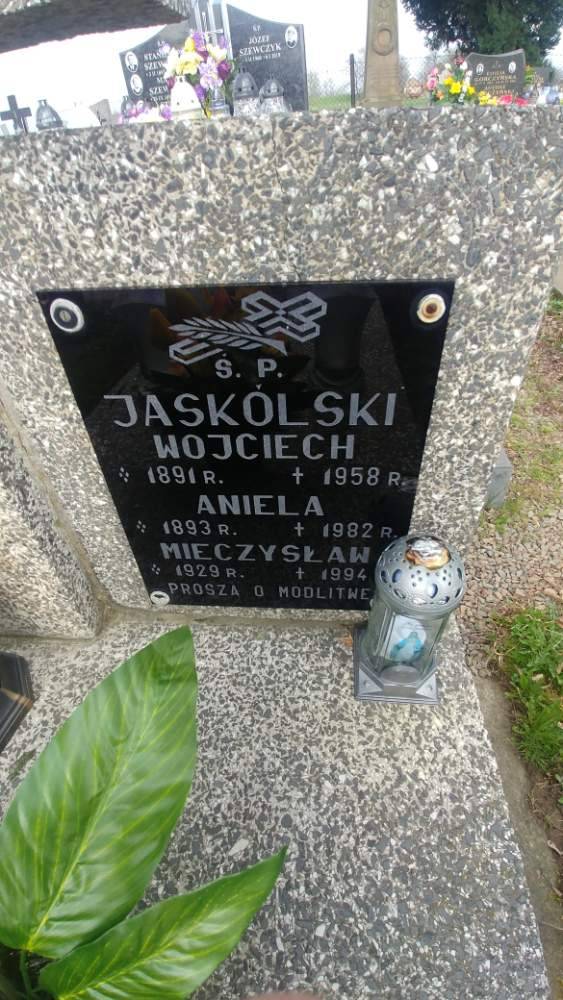 Ś.P.
JÓZEF
SZEWCZYK
Ś. P.
JASKÓLSKI
WOJCIECH
1891 R. + 1958 R.
ANIELA
1893 R. + 1982 R.
MIECZYSŁAW
1929 R. + 1994
PROSZĄ O MODLITWĘ